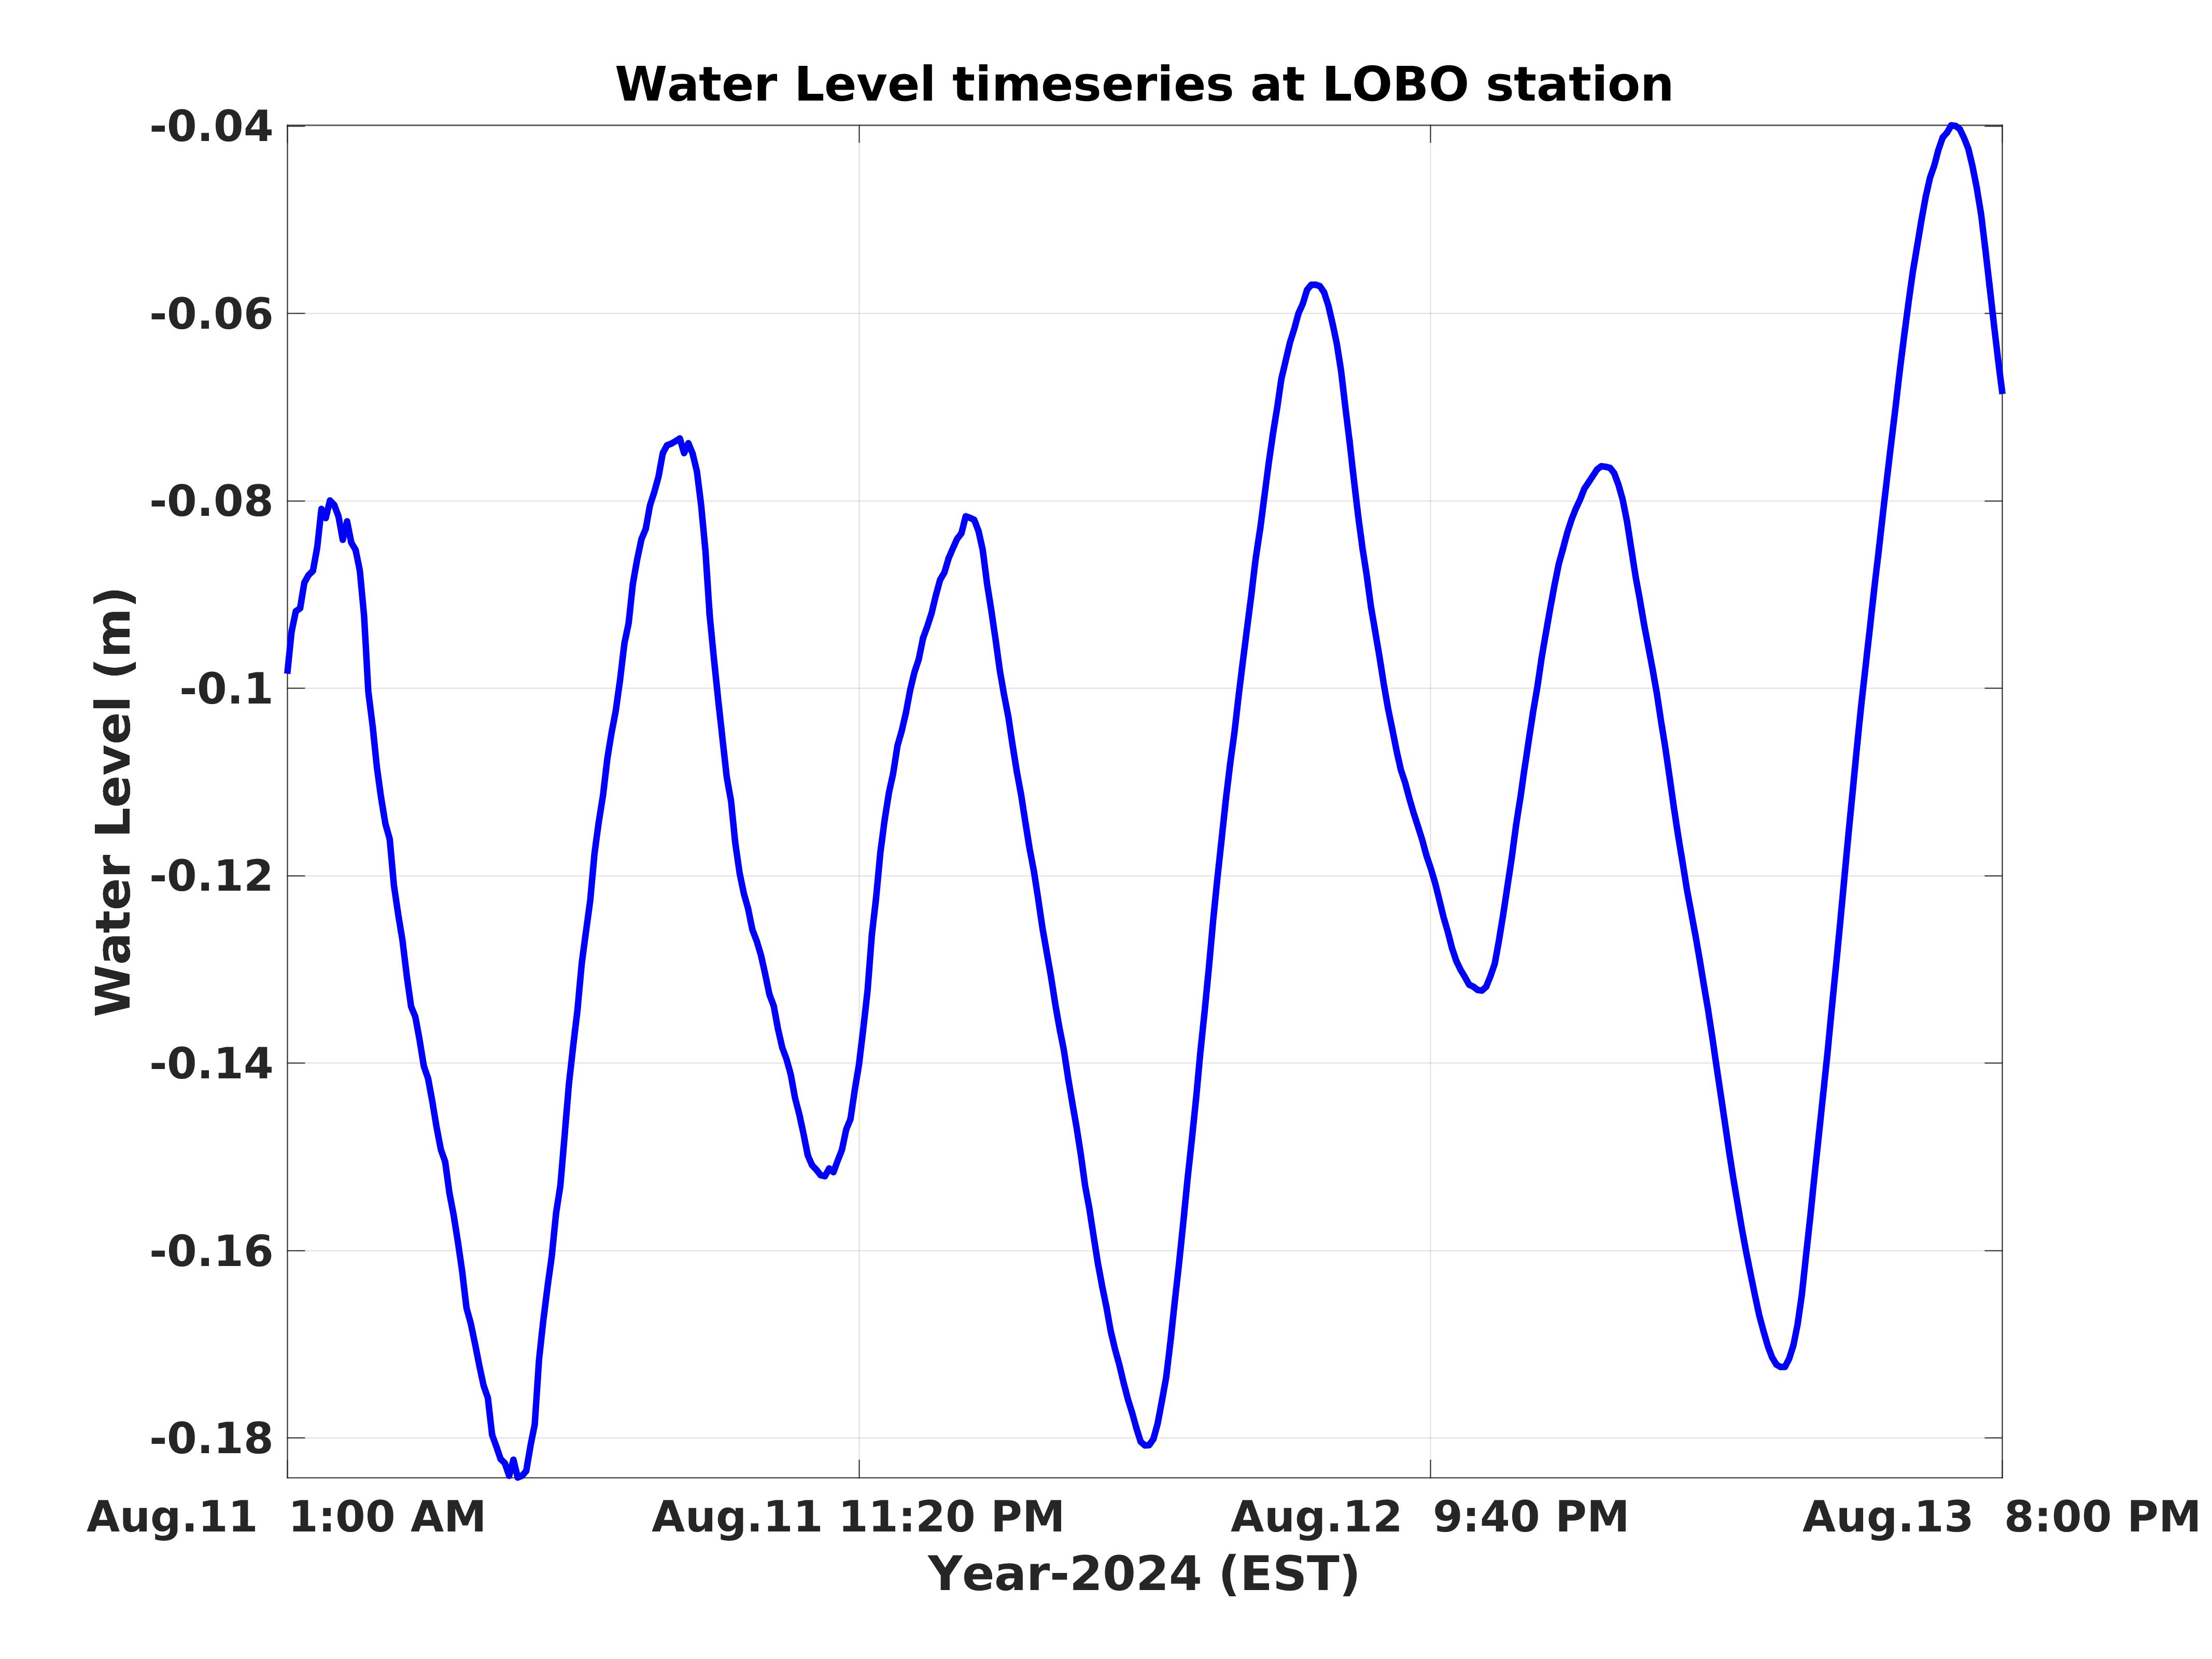 Water Level timeseries at LOBO station
-0.04
-0.06
-0.08
-0.1
-0.12
-0.14
-0.16
-0.18
Water Level (m)
Aug.11  1:00 AM
Aug.11 11:20 PM
Aug.12  9:40 PM
Aug.13  8:00 PM
Year-2024 (EST)